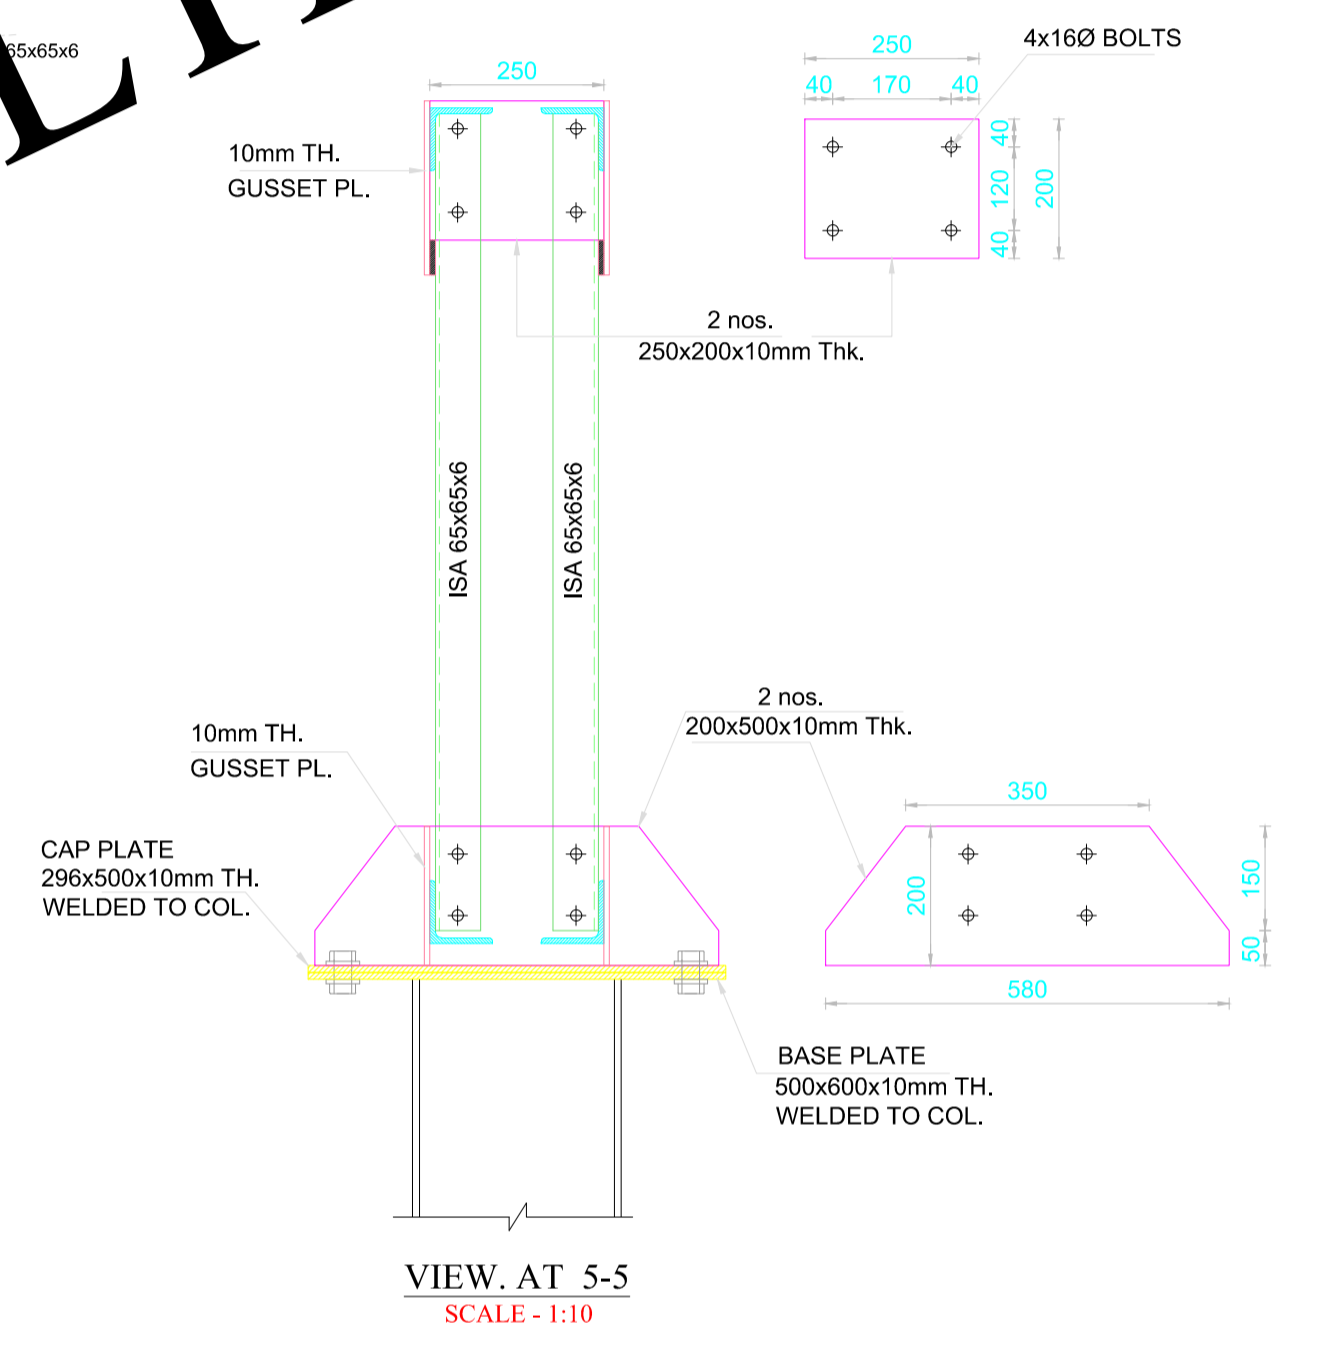 65x65x6
250
10mm TH.
GUSSET PL.
250
4x16Ø BOLTS
40 170 40
40
120
40
200
2 nos.
250x200x10mm Thk.
ISA 65x65x6
ISA 65x65x6
2 nos.
200x500x10mm Thk.
10mm TH.
GUSSET PL.
CAP PLATE
296x500x10mm TH.
WELDED TO COL.
350
200
150
50
580
BASE PLATE
500x600x10mm TH.
WELDED TO COL.
VIEW. AT 5-5
SCALE - 1:10